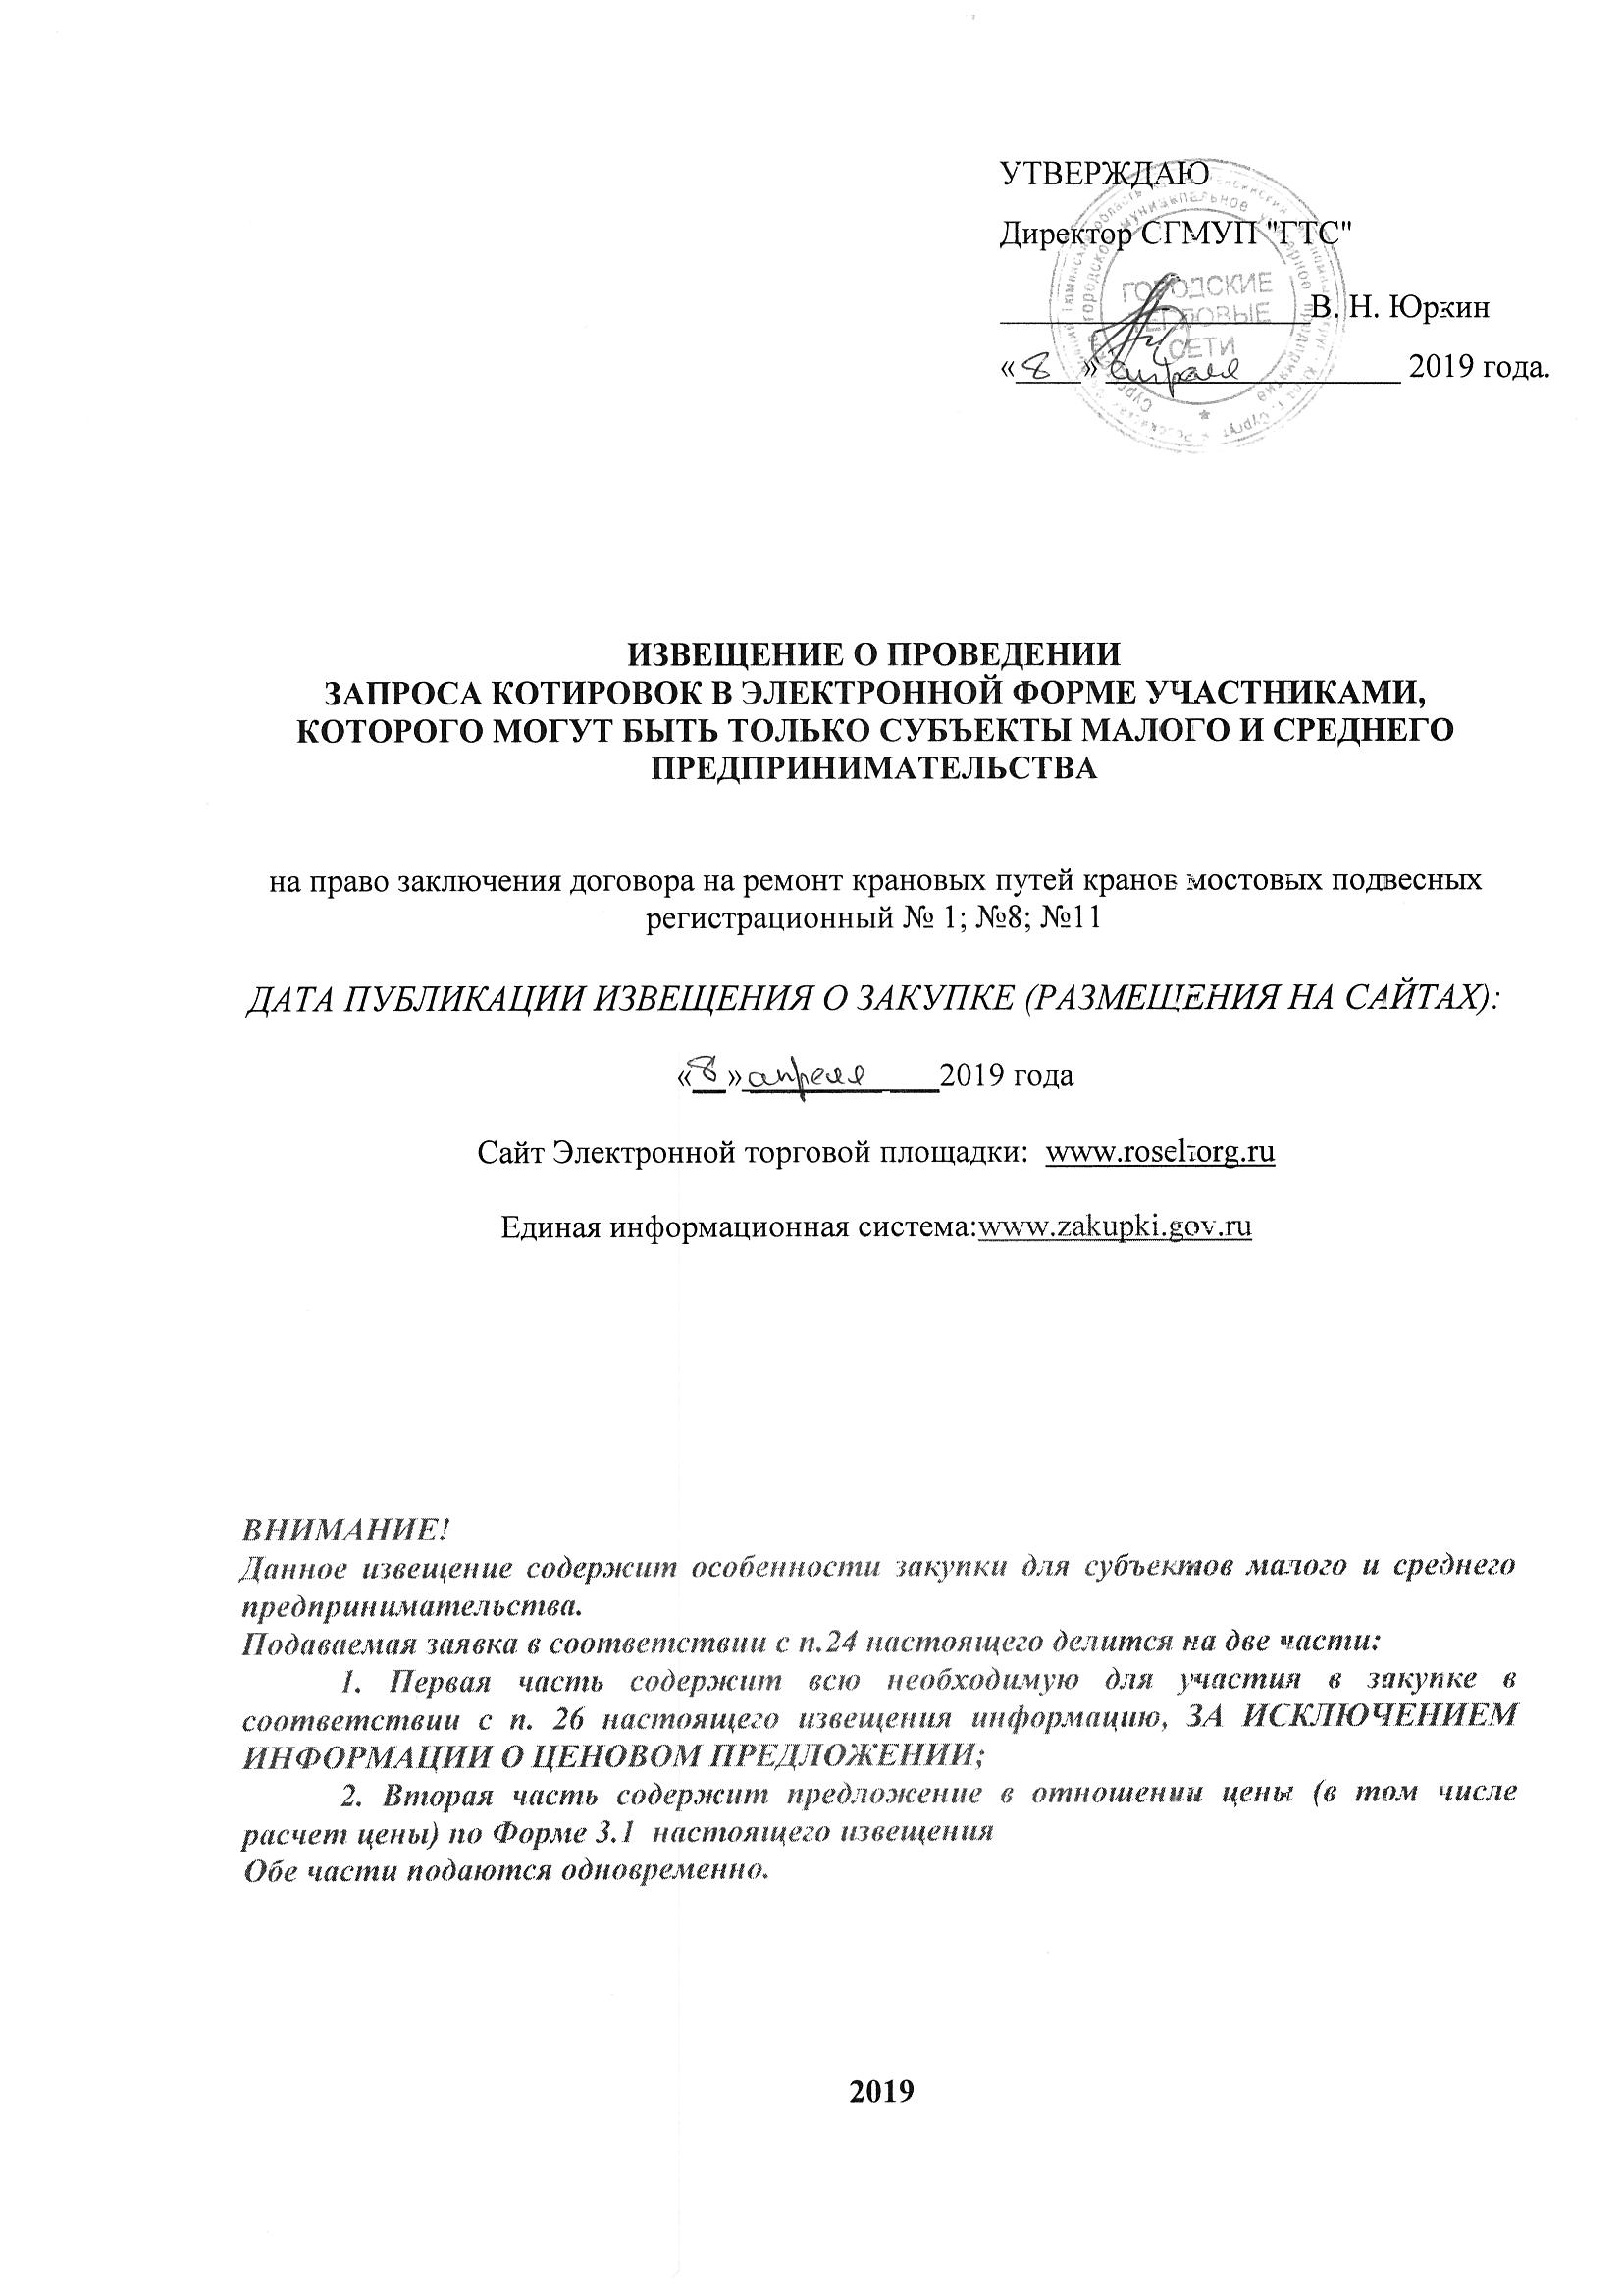 УТВЕРЖДАЮ
Директор СГМУП "ГТС"
ГОРОДСКИЕ
ТЕПЛОВЫЕ
СЕТИ
В. Н. Юркин
«8» апреля 2019 года.
ИЗВЕЩЕНИЕ О ПРОВЕДЕНИИ
ЗАПРОСА КОТИРОВОК В ЭЛЕКТРОННОЙ ФОРМЕ УЧАСТНИКАМИ,
КОТОРОГО МОГУТ БЫТЬ ТОЛЬКО СУБЪЕКТЫ МАЛОГО И СРЕДНЕГО
ПРЕДПРИНИМАТЕЛЬСТВА
на право заключения договора на ремонт крановых путей кранов мостовых подвесных
регистрационный № 1; №8; №11
ДАТА ПУБЛИКАЦИИ ИЗВЕЩЕНИЯ О ЗАКУПКЕ (РАЗМЕЩЕНИЯ НА САЙТАХ):
«8» апреля 2019 года
Сайт Электронной торговой площадки: www.roseltorg.ru
Единая информационная система:www.zakupki.gov.ru
ВНИМАНИЕ!
Данное извещение содержит особенности закупки для субъектов малого и среднего
предпринимательства.
Подаваемая заявка в соответствии с п.24 настоящего делится на две части:
1. Первая часть содержит всю необходимую для участия в закупке в
соответствии с п. 26 настоящего извещения информацию, ЗА ИСКЛЮЧЕНИЕМ
ИНФОРМАЦИИ О ЦЕНОВОМ ПРЕДЛОЖЕНИИ;
2. Вторая часть содержит предложение в отношении цены (в том числе
расчет цены) по Форме 3.1 настоящего извещения
Обе части подаются одновременно.
2019